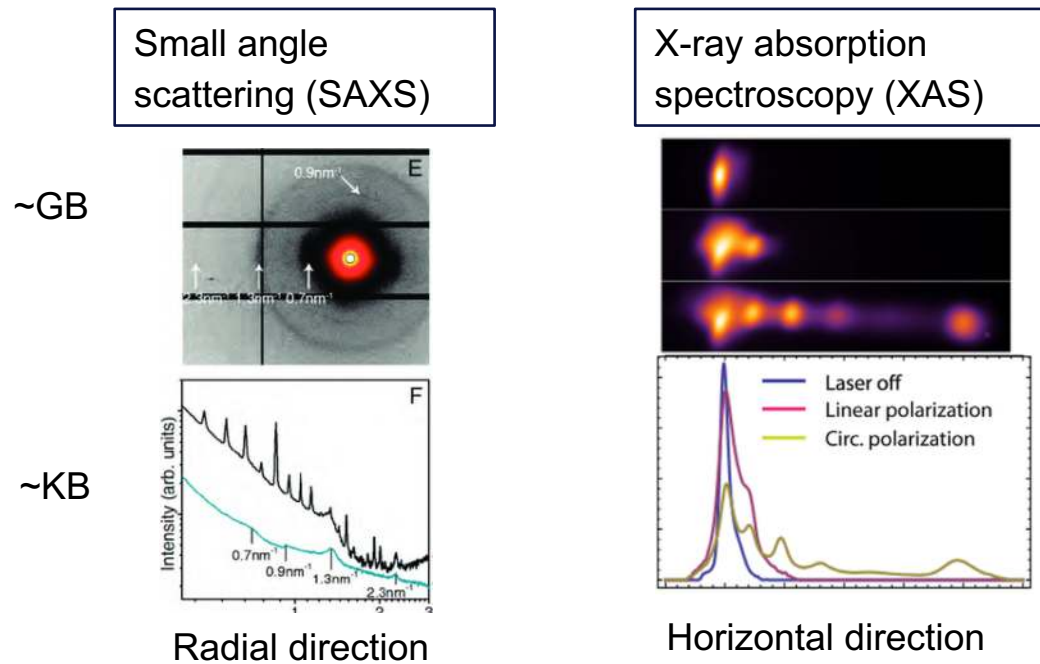 Small angle
scattering (SAXS)
X-ray absorption
spectroscopy (XAS)
~GB
E
0.9nm⁻¹
2.3nm⁻¹ 1.3nm⁻¹ 0.7nm⁻¹
~KB
F
Intensity (arb. units)
0.7nm⁻¹
0.9nm⁻¹
1.3nm⁻¹
2.3nm⁻¹
1 2 3
Laser off
Linear polarization
Circ. polarization
Radial direction
Horizontal direction